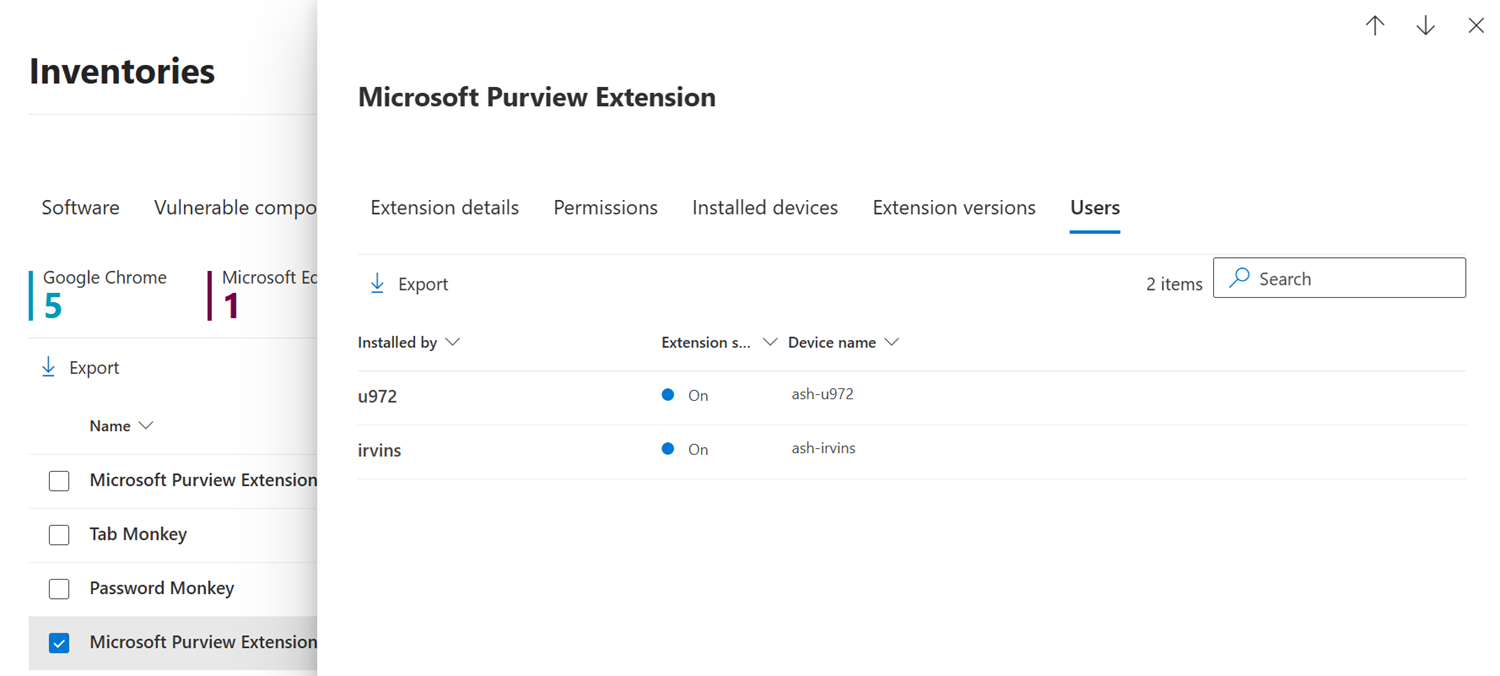 Inventories
Software Vulnerable compo
Google Chrome Microsoft Ed
5 1
Export
Name
Microsoft Purview Extension
Tab Monkey
Password Monkey
Microsoft Purview Extension
Microsoft Purview Extension
Extension details Permissions Installed devices Extension versions Users
Export 2 items Search
Installed by Extension s... Device name
u972 On ash-u972
irvins On ash-irvins